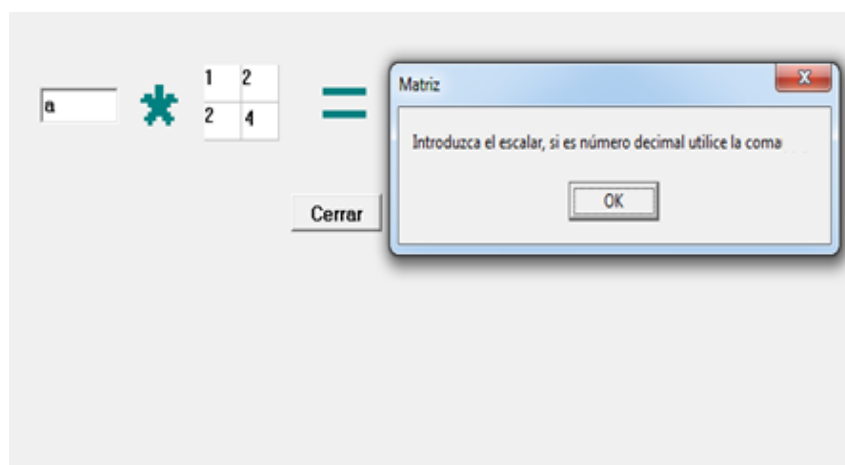 a * 1 2 =
2 4
Matriz
Introduzca el escalar, si es número decimal utilice la coma
OK
Cerrar